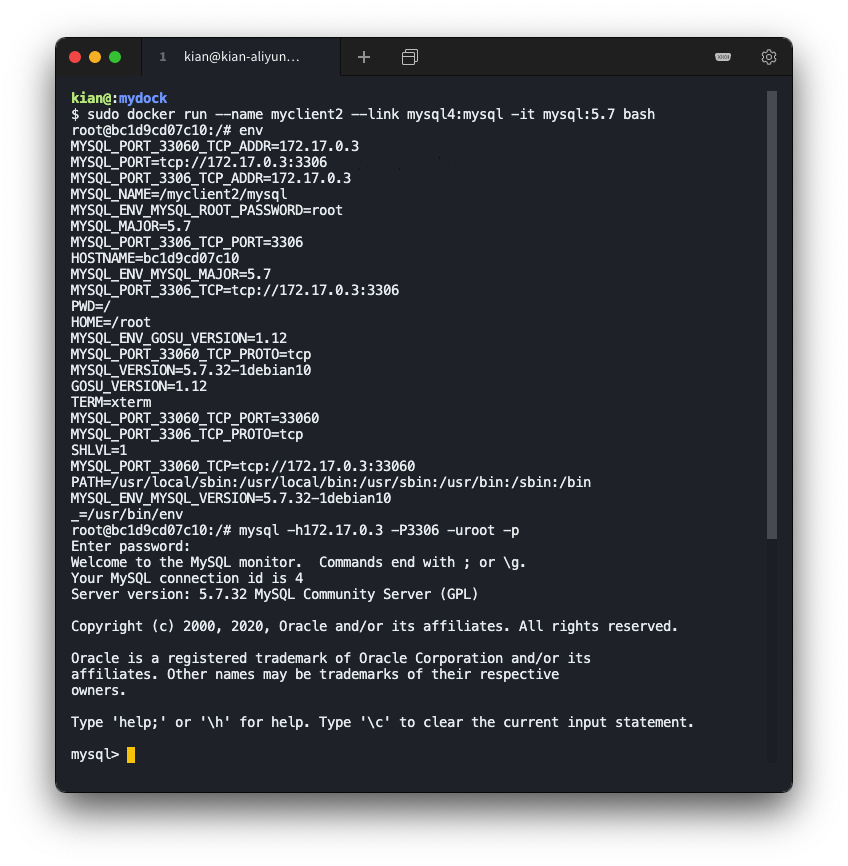 1 kian@kian-aliyun...
kian@:mydock
$ sudo docker run --name myclient2 --link mysql4:mysql -it mysql:5.7 bash
root@bc1d9cd07c10:/# env
MYSQL_PORT_33060_TCP_ADDR=172.17.0.3
MYSQL_PORT=tcp://172.17.0.3:3306
MYSQL_PORT_3306_TCP_ADDR=172.17.0.3
MYSQL_NAME=/myclient2/mysql
MYSQL_ENV_MYSQL_ROOT_PASSWORD=root
MYSQL_MAJOR=5.7
MYSQL_PORT_3306_TCP_PORT=3306
HOSTNAME=bc1d9cd07c10
MYSQL_ENV_MYSQL_MAJOR=5.7
MYSQL_PORT_3306_TCP=tcp://172.17.0.3:3306
PWD=/
HOME=/root
MYSQL_ENV_GOSU_VERSION=1.12
MYSQL_PORT_33060_TCP_PROTO=tcp
MYSQL_VERSION=5.7.32-1debian10
GOSU_VERSION=1.12
TERM=xterm
MYSQL_PORT_33060_TCP_PORT=33060
MYSQL_PORT_3306_TCP_PROTO=tcp
SHLVL=1
MYSQL_PORT_33060_TCP=tcp://172.17.0.3:33060
PATH=/usr/local/sbin:/usr/local/bin:/usr/sbin:/usr/bin:/sbin:/bin
MYSQL_ENV_MYSQL_VERSION=5.7.32-1debian10
_=/usr/bin/env
root@bc1d9cd07c10:/# mysql -h172.17.0.3 -P3306 -uroot -p
Enter password:
Welcome to the MySQL monitor.  Commands end with ; or \g.
Your MySQL connection id is 4
Server version: 5.7.32 MySQL Community Server (GPL)
Copyright (c) 2000, 2020, Oracle and/or its affiliates. All rights reserved.
Oracle is a registered trademark of Oracle Corporation and/or its
affiliates. Other names may be trademarks of their respective
owners.
Type 'help;' or '\h' for help. Type '\c' to clear the current input statement.
mysql>